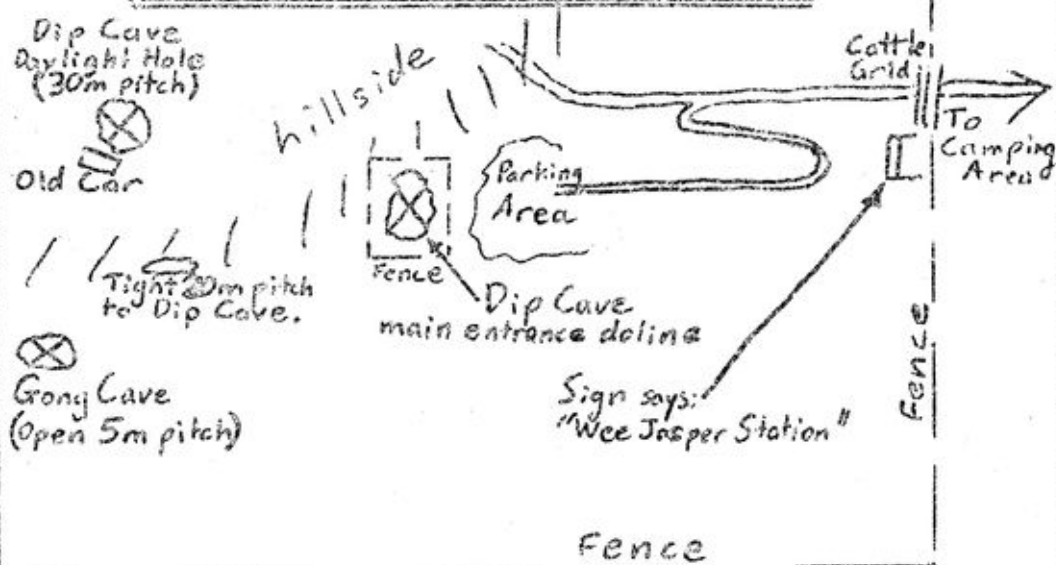 Dip Cave
Daylight Hole
(30m pitch)
Old Car
hillside
Cattle
Grid
To
Camping
Area
Parking
Area
Fence
Tight 20m pitch
to Dip Cave.
Dip Cave
main entrance doline
Gong Cave
(Open 5m pitch)
Sign says:
"Wee Jasper Station"
Fence
Fence